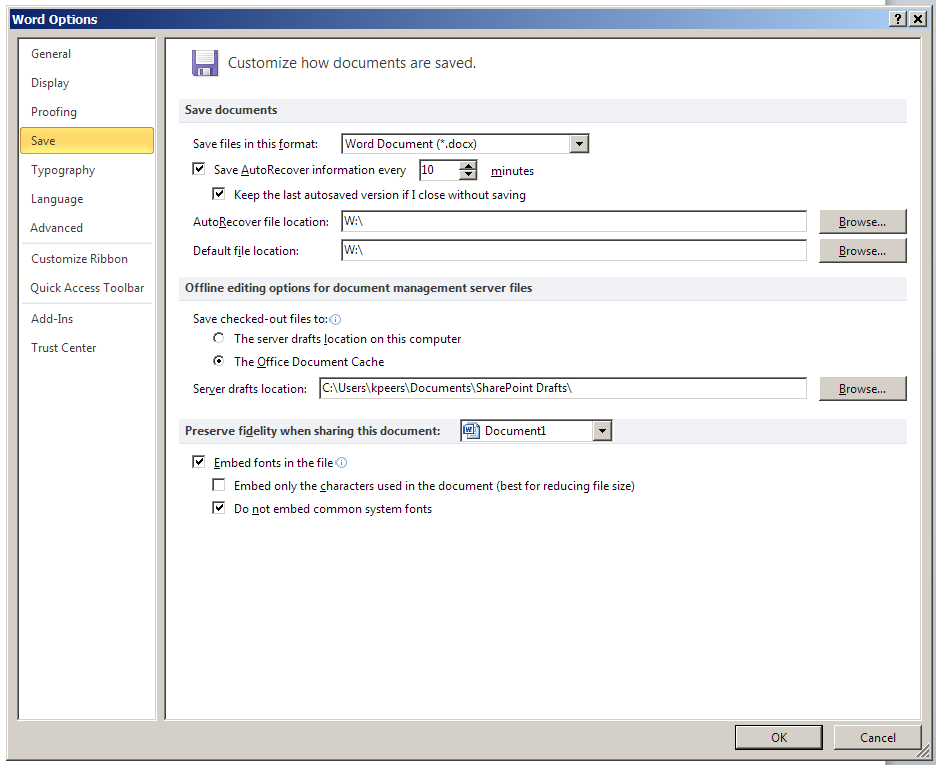 Word Options
General
Display
Proofing
Save
Typography
Language
Advanced
Customize Ribbon
Quick Access Toolbar
Add-Ins
Trust Center
Customize how documents are saved.
Save documents
Save files in this format: Word Document (*.docx)
Save AutoRecover information every 10 minutes
Keep the last autosaved version if I close without saving
AutoRecover file location: W:\ Browse...
Default file location: W:\ Browse...
Offline editing options for document management server files
Save checked-out files to:
The server drafts location on this computer
The Office Document Cache
Server drafts location: C:\Users\kpeers\Documents\SharePoint Drafts\ Browse...
Preserve fidelity when sharing this document: Document1
Embed fonts in the file
Embed only the characters used in the document (best for reducing file size)
Do not embed common system fonts
OK Cancel